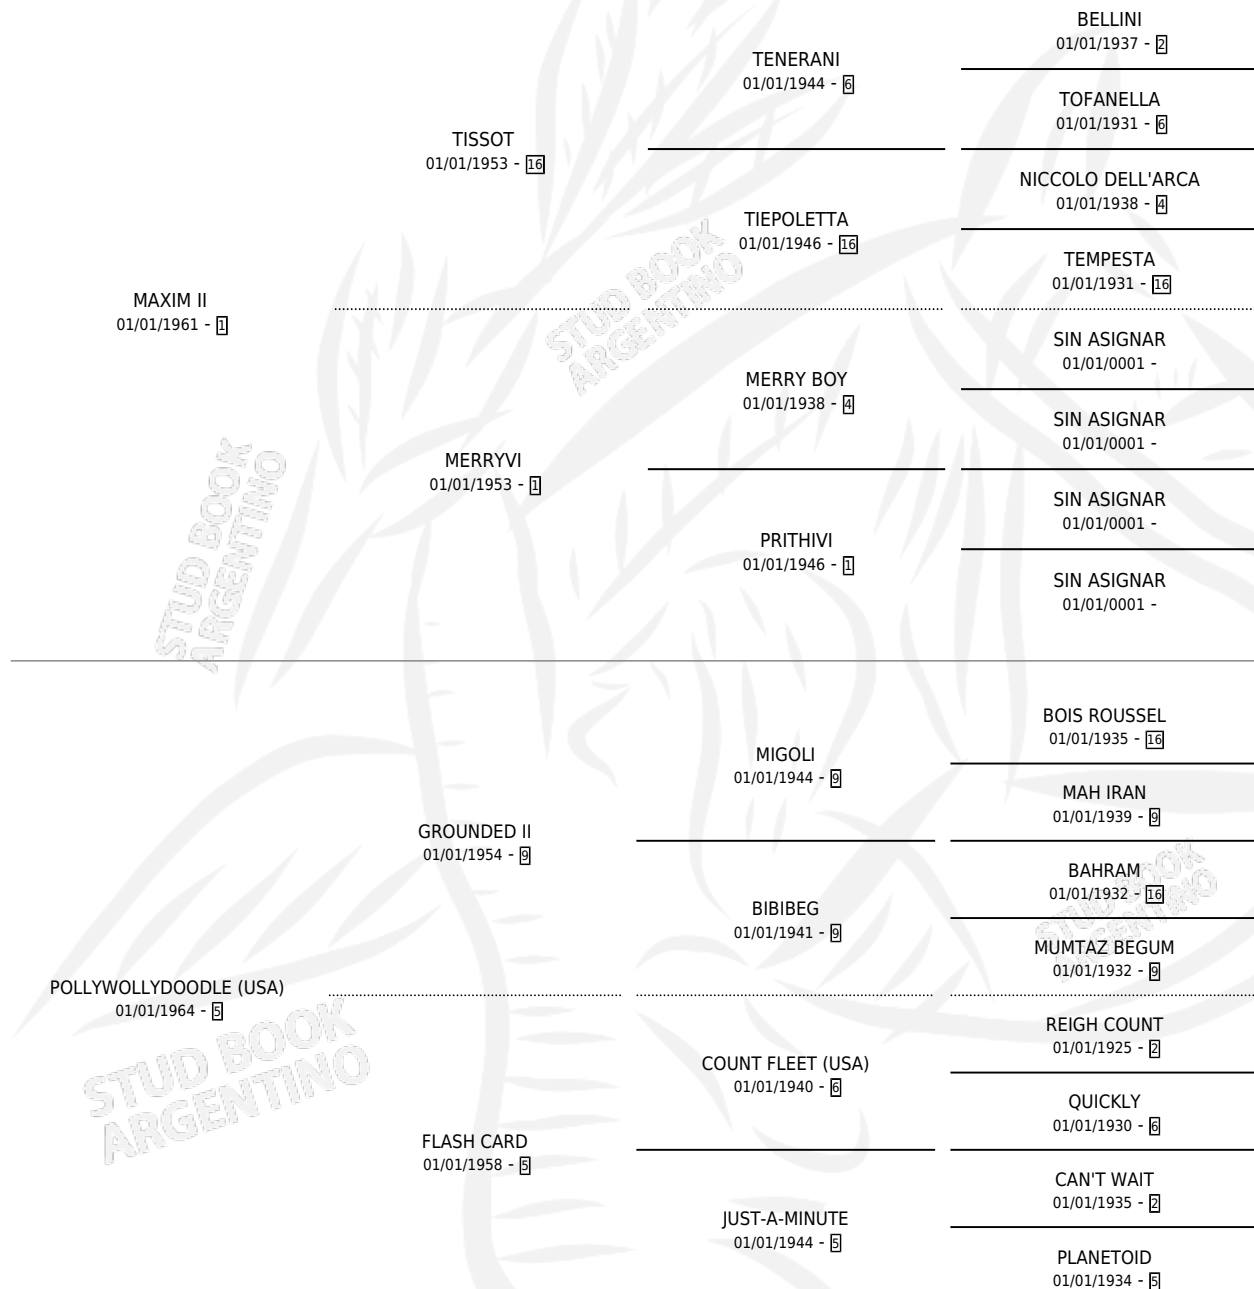 BELLINI
01/01/1937 - 2
TENERANI
01/01/1944 - 6
TOFANELLA
01/01/1931 - 6
TISSOT
01/01/1953 - 16
NICCOLO DELL'ARCA
01/01/1938 - 4
TIEPOLETTA
01/01/1946 - 16
TEMPESTA
01/01/1931 - 16
MAXIM II
01/01/1961 - 1
SIN ASIGNAR
01/01/0001 -
MERRY BOY
01/01/1938 - 4
SIN ASIGNAR
01/01/0001 -
MERRYVI
01/01/1953 - 1
SIN ASIGNAR
01/01/0001 -
PRITHIVI
01/01/1946 - 1
SIN ASIGNAR
01/01/0001 -
STUD BOOK
ARGENTINO
STUD BOOK
ARGENTINO
BOIS ROUSSEL
01/01/1935 - 16
MIGOLI
01/01/1944 - 9
MAH IRAN
01/01/1939 - 9
GROUNDED II
01/01/1954 - 9
BAHRAM
01/01/1932 - 16
BIBIBEG
01/01/1941 - 9
MUMTAZ BEGUM
01/01/1932 - 9
STUD BOOK
ARGENTINO
POLLYWOLLYDOODLE (USA)
01/01/1964 - 5
REIGH COUNT
01/01/1925 - 2
COUNT FLEET (USA)
01/01/1940 - 6
QUICKLY
01/01/1930 - 6
FLASH CARD
01/01/1958 - 5
CAN'T WAIT
01/01/1935 - 2
JUST-A-MINUTE
01/01/1944 - 5
PLANETOID
01/01/1934 - 5
STUD BOOK
ARGENTINO